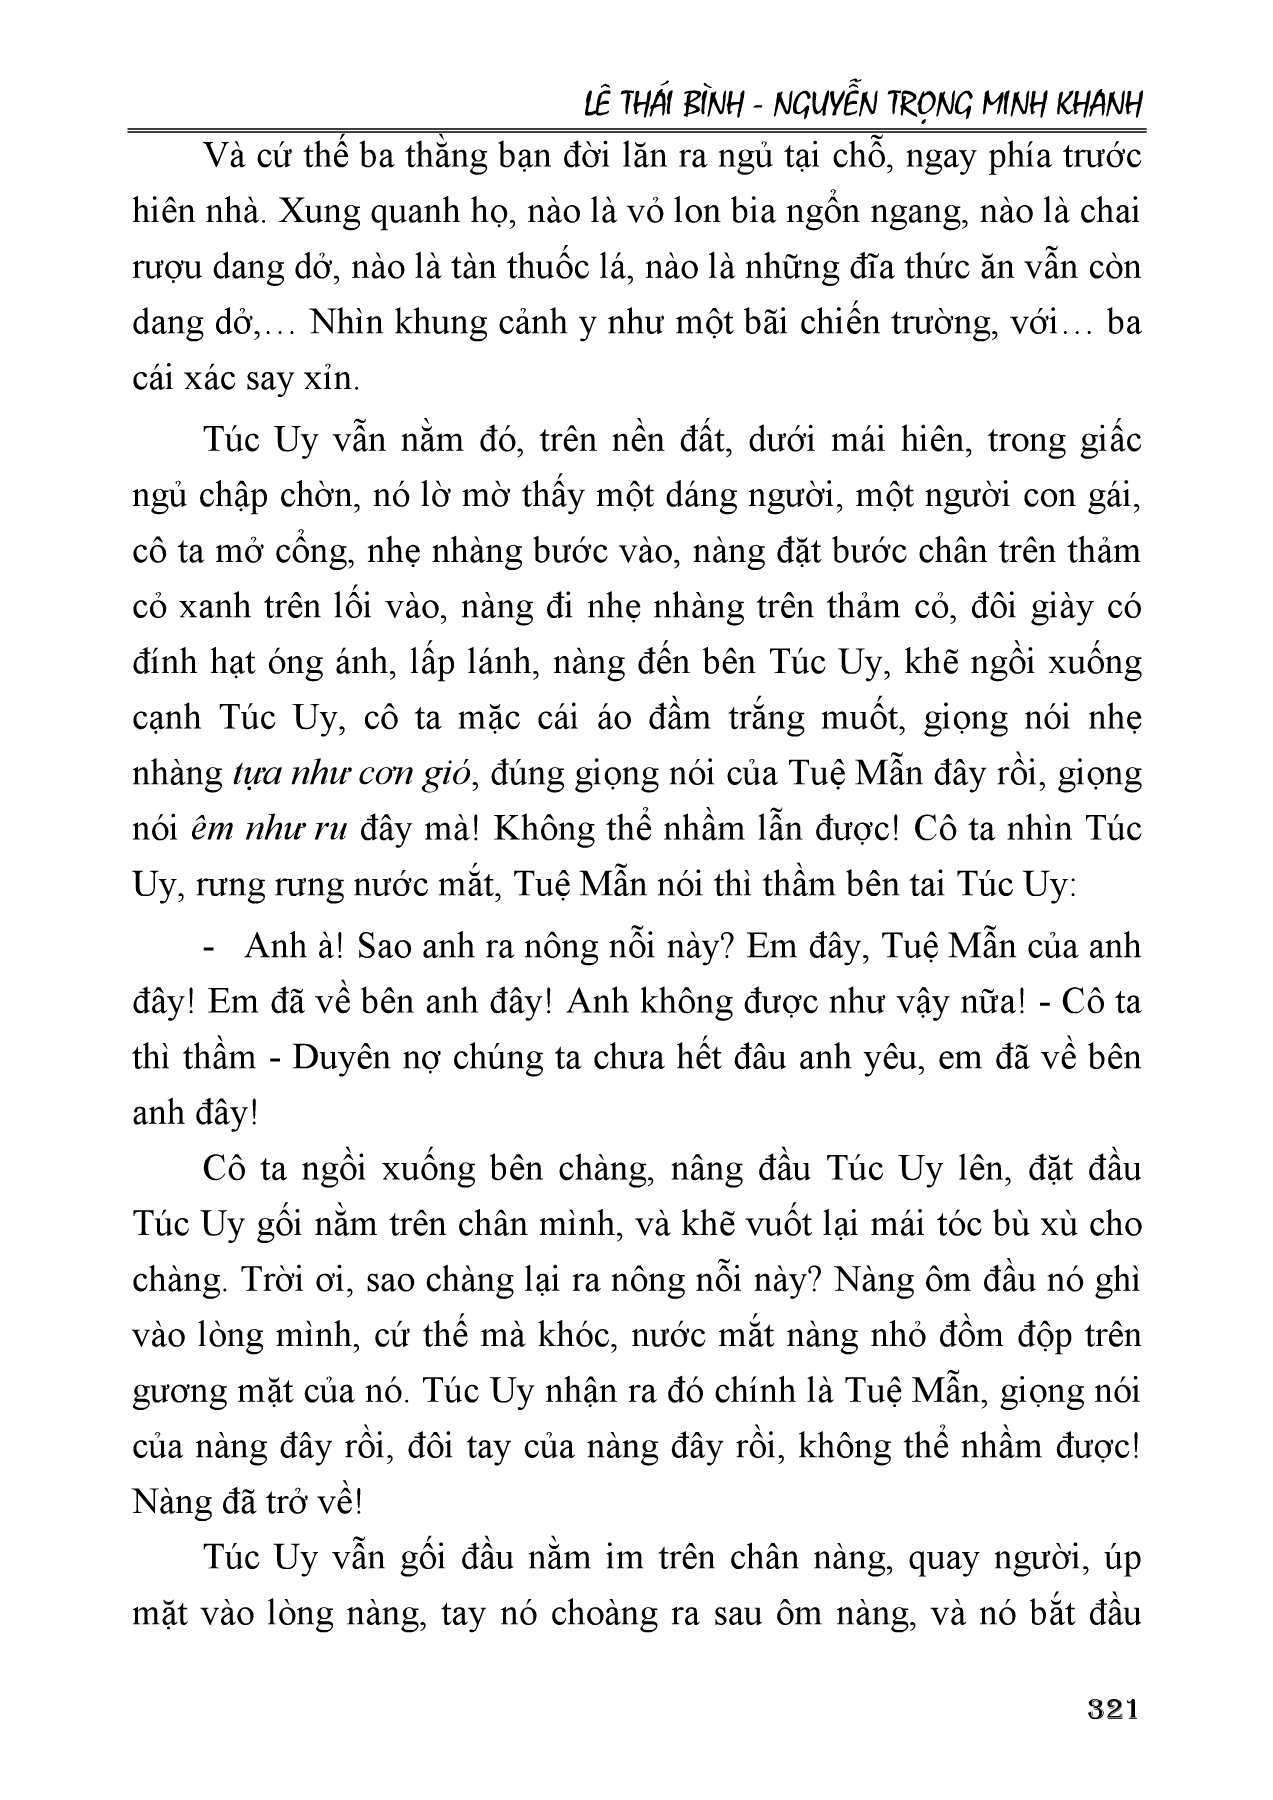 LÊ THÁI BÌNH - NGUYỄN TRỌNG MINH KHANH
Và cứ thế ba thằng bạn đời lăn ra ngủ tại chỗ, ngay phía trước
hiên nhà. Xung quanh họ, nào là vỏ lon bia ngổn ngang, nào là chai
rượu dang dở, nào là tàn thuốc lá, nào là những đĩa thức ăn vẫn còn
dang dở,… Nhìn khung cảnh y như một bãi chiến trường, với… ba
cái xác say xỉn.
Túc Uy vẫn nằm đó, trên nền đất, dưới mái hiên, trong giấc
ngủ chập chờn, nó lờ mờ thấy một dáng người, một người con gái,
cô ta mở cổng, nhẹ nhàng bước vào, nàng đặt bước chân trên thảm
cỏ xanh trên lối vào, nàng đi nhẹ nhàng trên thảm cỏ, đôi giày có
đính hạt óng ánh, lấp lánh, nàng đến bên Túc Uy, khẽ ngồi xuống
cạnh Túc Uy, cô ta mặc cái áo đầm trắng muốt, giọng nói nhẹ
nhàng tựa như cơn gió, đúng giọng nói của Tuệ Mẫn đây rồi, giọng
nói êm như ru đây mà! Không thể nhầm lẫn được! Cô ta nhìn Túc
Uy, rưng rưng nước mắt, Tuệ Mẫn nói thì thầm bên tai Túc Uy:
- Anh à! Sao anh ra nông nỗi này? Em đây, Tuệ Mẫn của anh
đây! Em đã về bên anh đây! Anh không được như vậy nữa! - Cô ta
thì thầm - Duyên nợ chúng ta chưa hết đâu anh yêu, em đã về bên
anh đây!
Cô ta ngồi xuống bên chàng, nâng đầu Túc Uy lên, đặt đầu
Túc Uy gối nằm trên chân mình, và khẽ vuốt lại mái tóc bù xù cho
chàng. Trời ơi, sao chàng lại ra nông nỗi này? Nàng ôm đầu nó ghì
vào lòng mình, cứ thế mà khóc, nước mắt nàng nhỏ đồm độp trên
gương mặt của nó. Túc Uy nhận ra đó chính là Tuệ Mẫn, giọng nói
của nàng đây rồi, đôi tay của nàng đây rồi, không thể nhầm được!
Nàng đã trở về!
Túc Uy vẫn gối đầu nằm im trên chân nàng, quay người, úp
mặt vào lòng nàng, tay nó choàng ra sau ôm nàng, và nó bắt đầu
321